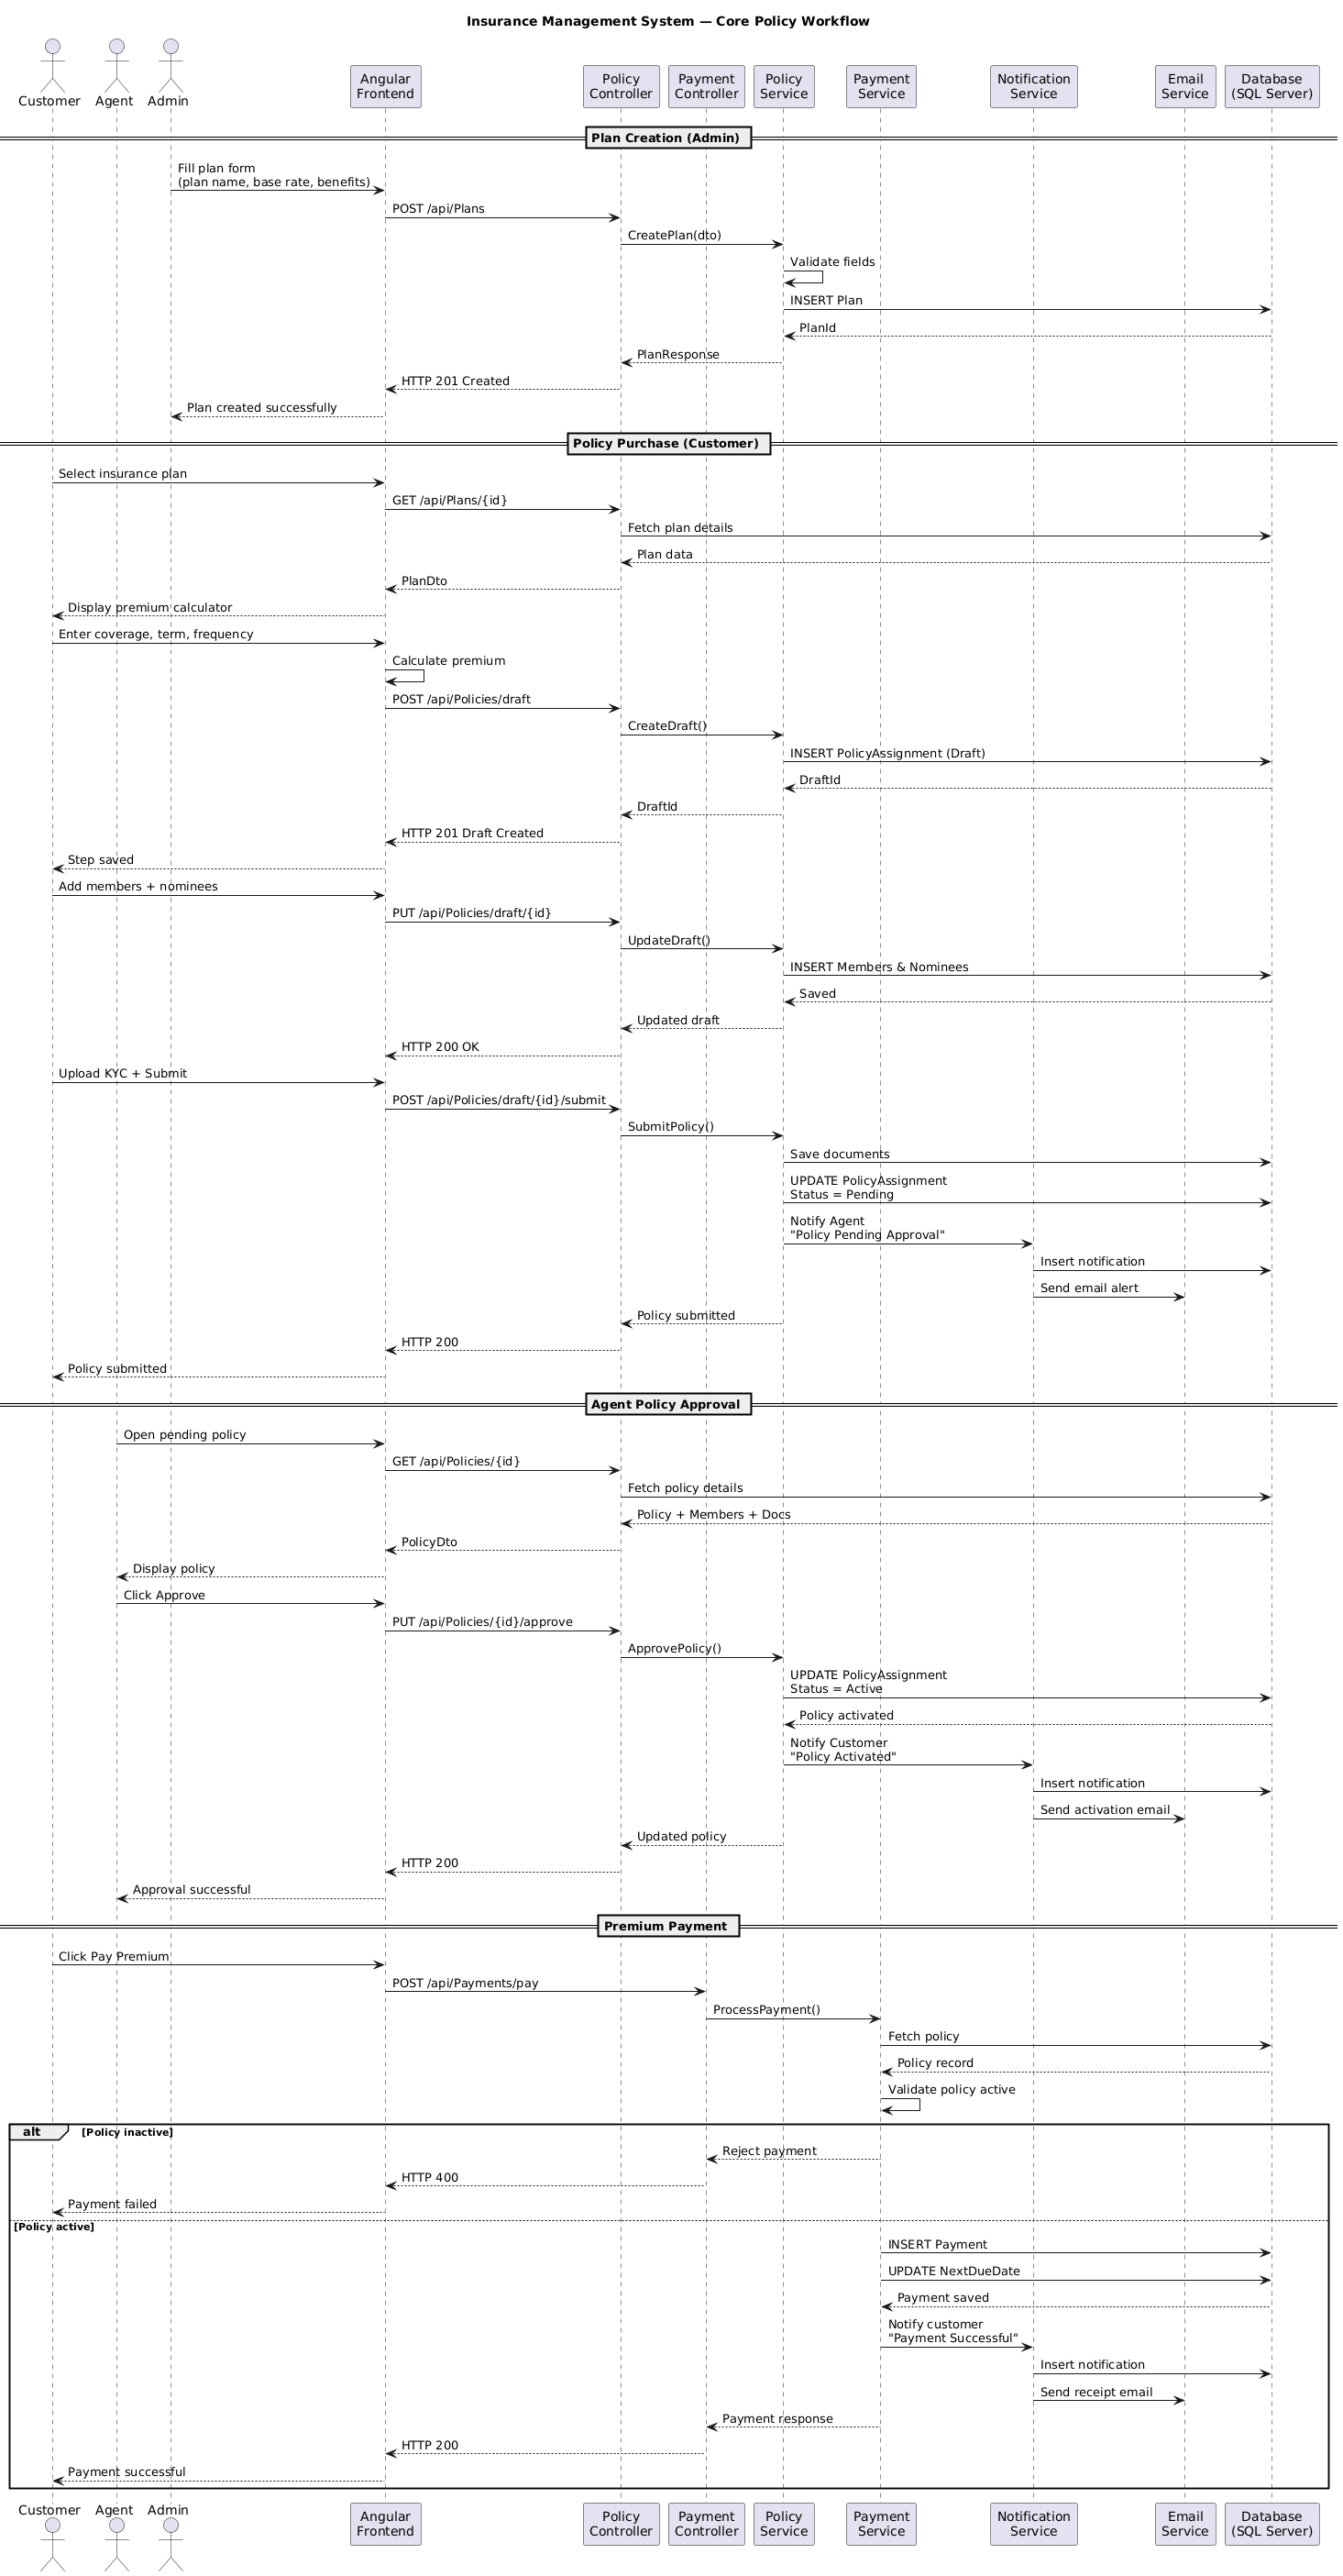 Insurance Management System — Core Policy Workflow
Customer
Agent
Admin
Angular
Frontend
Policy
Controller
Payment
Controller
Policy
Service
Payment
Service
Notification
Service
Email
Service
Database
(SQL Server)
Plan Creation (Admin)
Fill plan form
(plan name, base rate, benefits)
POST /api/Plans
CreatePlan(dto)
Validate fields
INSERT Plan
PlanId
PlanResponse
HTTP 201 Created
Plan created successfully
Policy Purchase (Customer)
Select insurance plan
GET /api/Plans/{id}
Fetch plan details
Plan data
PlanDto
Display premium calculator
Enter coverage, term, frequency
Calculate premium
POST /api/Policies/draft
CreateDraft()
INSERT PolicyAssignment (Draft)
DraftId
DraftId
HTTP 201 Draft Created
Step saved
Add members + nominees
PUT /api/Policies/draft/{id}
UpdateDraft()
INSERT Members & Nominees
Saved
Updated draft
HTTP 200 OK
Upload KYC + Submit
POST /api/Policies/draft/{id}/submit
SubmitPolicy()
Save documents
UPDATE PolicyAssignment
Status = Pending
Notify Agent
"Policy Pending Approval"
Insert notification
Send email alert
Policy submitted
HTTP 200
Policy submitted
Agent Policy Approval
Open pending policy
GET /api/Policies/{id}
Fetch policy details
Policy + Members + Docs
PolicyDto
Display policy
Click Approve
PUT /api/Policies/{id}/approve
ApprovePolicy()
UPDATE PolicyAssignment
Status = Active
Policy activated
Notify Customer
"Policy Activated"
Insert notification
Send activation email
Updated policy
HTTP 200
Approval successful
Premium Payment
Click Pay Premium
POST /api/Payments/pay
ProcessPayment()
Fetch policy
Policy record
Validate policy active
alt [Policy inactive]
Reject payment
HTTP 400
Payment failed
[Policy active]
INSERT Payment
UPDATE NextDueDate
Payment saved
Notify customer
"Payment Successful"
Insert notification
Send receipt email
Payment response
HTTP 200
Payment successful
Customer
Agent
Admin
Angular
Frontend
Policy
Controller
Payment
Controller
Policy
Service
Payment
Service
Notification
Service
Email
Service
Database
(SQL Server)